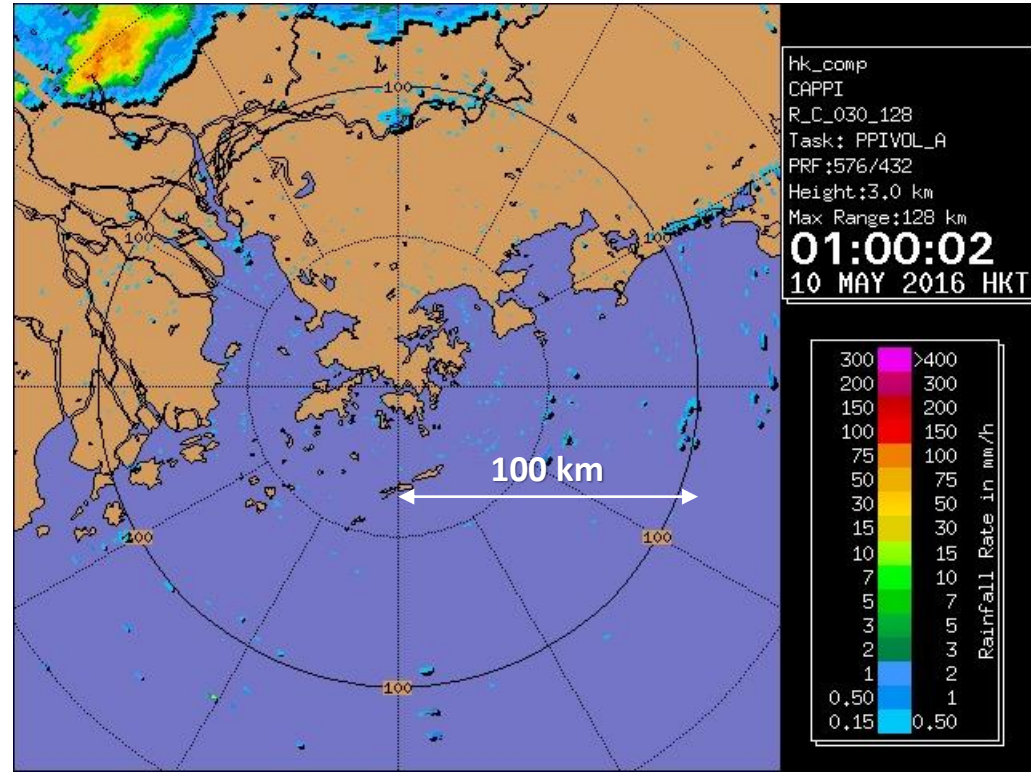 hk_comp
CAPPI
R_C_030_128
Task: PPIVOL_A
PRF:576/432
Height:3.0 km
Max Range:128 km
01:00:02
10 MAY 2016 HKT
100
100
100
100 km
100
100
100
300 >400
200 300
150 200
100 150
75 100
50 75
30 50
15 30
10 15
7 10
5 7
3 5
2 3
1 2
0.50 1
0.15 0.50
Rainfall Rate in mm/h